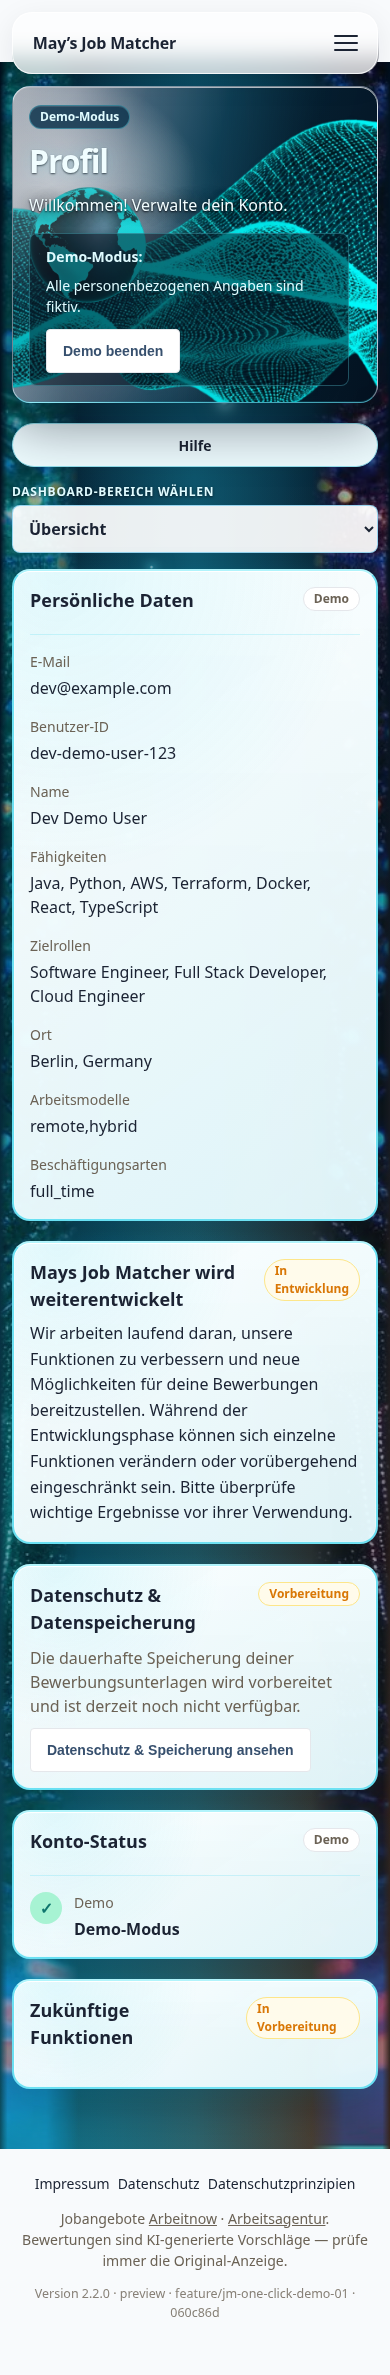 May’s Job Matcher
Demo-Modus
Profil
Willkommen! Verwalte dein Konto.
Demo-Modus:
Alle personenbezogenen Angaben sind
fiktiv.
Demo beenden
Hilfe
DASHBOARD-BEREICH WÄHLEN
Übersicht
Persönliche Daten
Demo
E-Mail
dev@example.com
Benutzer-ID
dev-demo-user-123
Name
Dev Demo User
Fähigkeiten
Java, Python, AWS, Terraform, Docker,
React, TypeScript
Zielrollen
Software Engineer, Full Stack Developer,
Cloud Engineer
Ort
Berlin, Germany
Arbeitsmodelle
remote,hybrid
Beschäftigungsarten
full_time
Mays Job Matcher wird
weiterentwickelt
In
Entwicklung
Wir arbeiten laufend daran, unsere
Funktionen zu verbessern und neue
Möglichkeiten für deine Bewerbungen
bereitzustellen. Während der
Entwicklungsphase können sich einzelne
Funktionen verändern oder vorübergehend
eingeschränkt sein. Bitte überprüfe
wichtige Ergebnisse vor ihrer Verwendung.
Datenschutz &
Datenspeicherung
Vorbereitung
Die dauerhafte Speicherung deiner
Bewerbungsunterlagen wird vorbereitet
und ist derzeit noch nicht verfügbar.
Datenschutz & Speicherung ansehen
Konto-Status
Demo
✓
Demo
Demo-Modus
Zukünftige
Funktionen
In
Vorbereitung
Impressum Datenschutz Datenschutzprinzipien
Jobangebote Arbeitnow · Arbeitsagentur.
Bewertungen sind KI-generierte Vorschläge — prüfe
immer die Original-Anzeige.
Version 2.2.0 · preview · feature/jm-one-click-demo-01 ·
060c86d